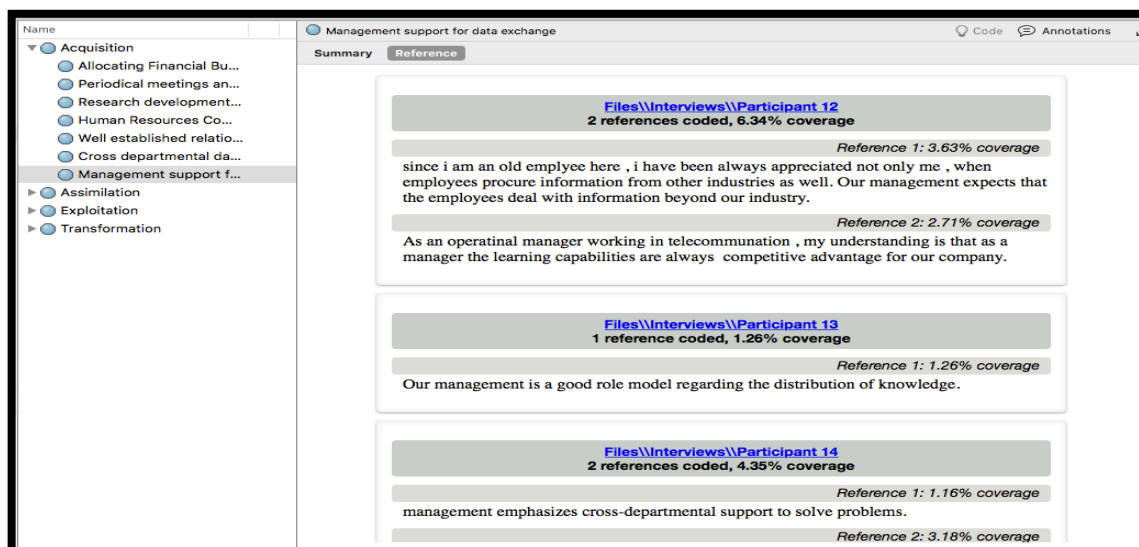 Name
Acquisition
Allocating Financial Bu...
Periodical meetings an...
Research development...
Human Resources Co...
Well established relatio...
Cross departmental da...
Management support f...
Assimilation
Exploitation
Transformation
Management support for data exchange
Code
Annotations
Summary
Reference
Files\\Interviews\\Participant 12
2 references coded, 6.34% coverage
Reference 1: 3.63% coverage
since i am an old emplyee here , i have been always appreciated not only me , when
employees procure information from other industries as well. Our management expects that
the employees deal with information beyond our industry.
Reference 2: 2.71% coverage
As an operatinal manager working in telecommunation , my understanding is that as a
manager the learning capabilities are always  competitive advantage for our company.
Files\\Interviews\\Participant 13
1 reference coded, 1.26% coverage
Reference 1: 1.26% coverage
Our management is a good role model regarding the distribution of knowledge.
Files\\Interviews\\Participant 14
2 references coded, 4.35% coverage
Reference 1: 1.16% coverage
management emphasizes cross-departmental support to solve problems.
Reference 2: 3.18% coverage